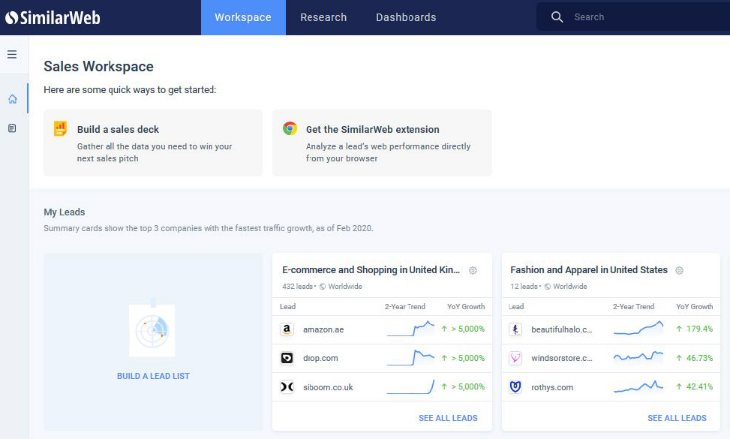 SimilarWeb
Workspace
Research
Dashboards
Search
Sales Workspace
Here are some quick ways to get started:
Build a sales deck
Gather all the data you need to win your
next sales pitch
Get the SimilarWeb extension
Analyze a lead's web performance directly
from your browser
My Leads
Summary cards show the top 3 companies with the fastest traffic growth, as of Feb 2020.
BUILD A LEAD LIST
E-commerce and Shopping in United Kin...
432 leads • Worldwide
Lead 2-Year Trend YoY Growth
amazon.ae ↑ > 5,000%
drop.com ↑ > 5,000%
siboom.co.uk ↑ > 5,000%
SEE ALL LEADS
Fashion and Apparel in United States
12 leads • Worldwide
Lead 2-Year Trend YoY Growth
beautifulhalo.c... ↑ 179.4%
windsorstore.c... ↑ 46.73%
rothys.com ↑ 42.41%
SEE ALL LEADS